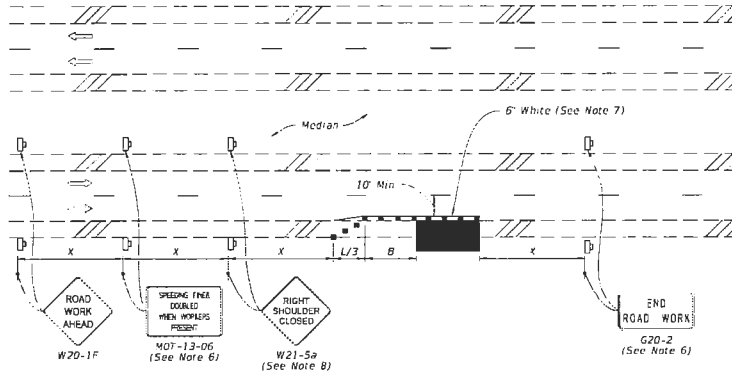 Median
6" White (See Note 7)
10' Min
X
X
X
L/3
B
X
ROAD
WORK
AHEAD
W20-1F
SPEEDING FINES
DOUBLED
WHEN WORKERS
PRESENT
MOT-13-06
(See Note 6)
RIGHT
SHOULDER
CLOSED
W21-5a
(See Note 8)
END
ROAD WORK
G20-2
(See Note 6)